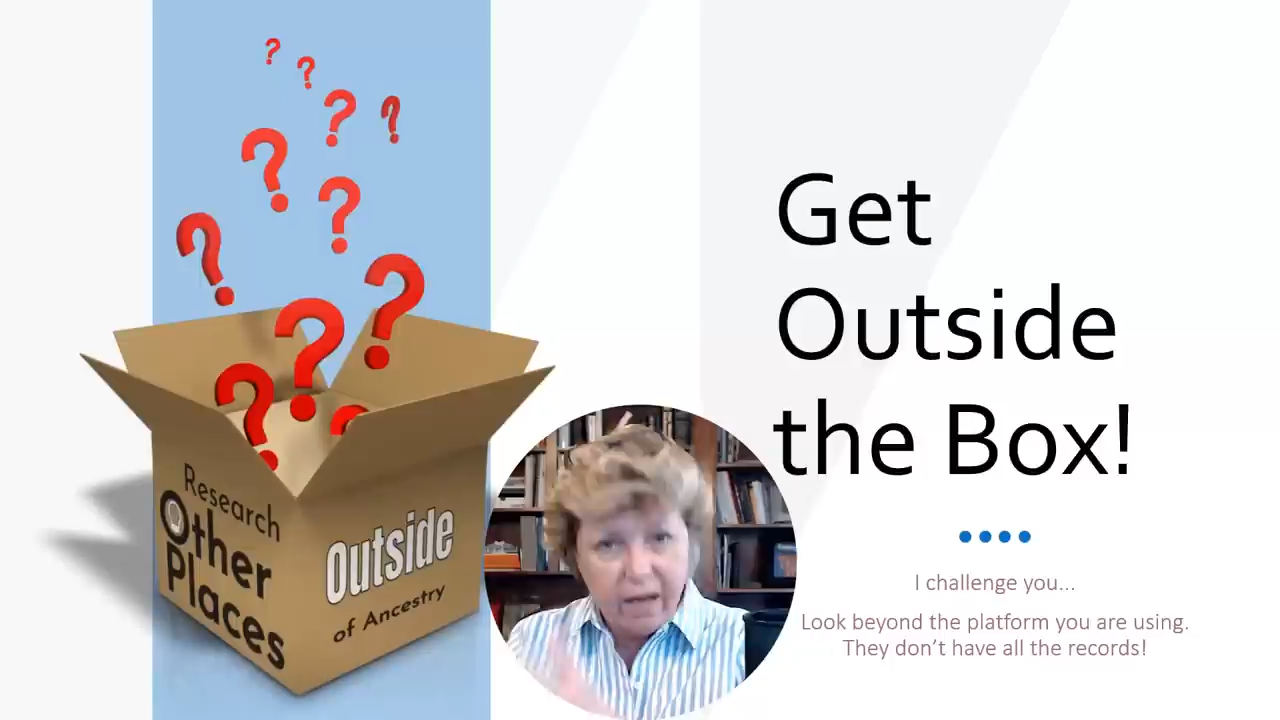 Research
Other
Places
Outside
of Ancestry
Get
Outside
the Box!
I challenge you...
Look beyond the platform you are using.
They don’t have all the records!